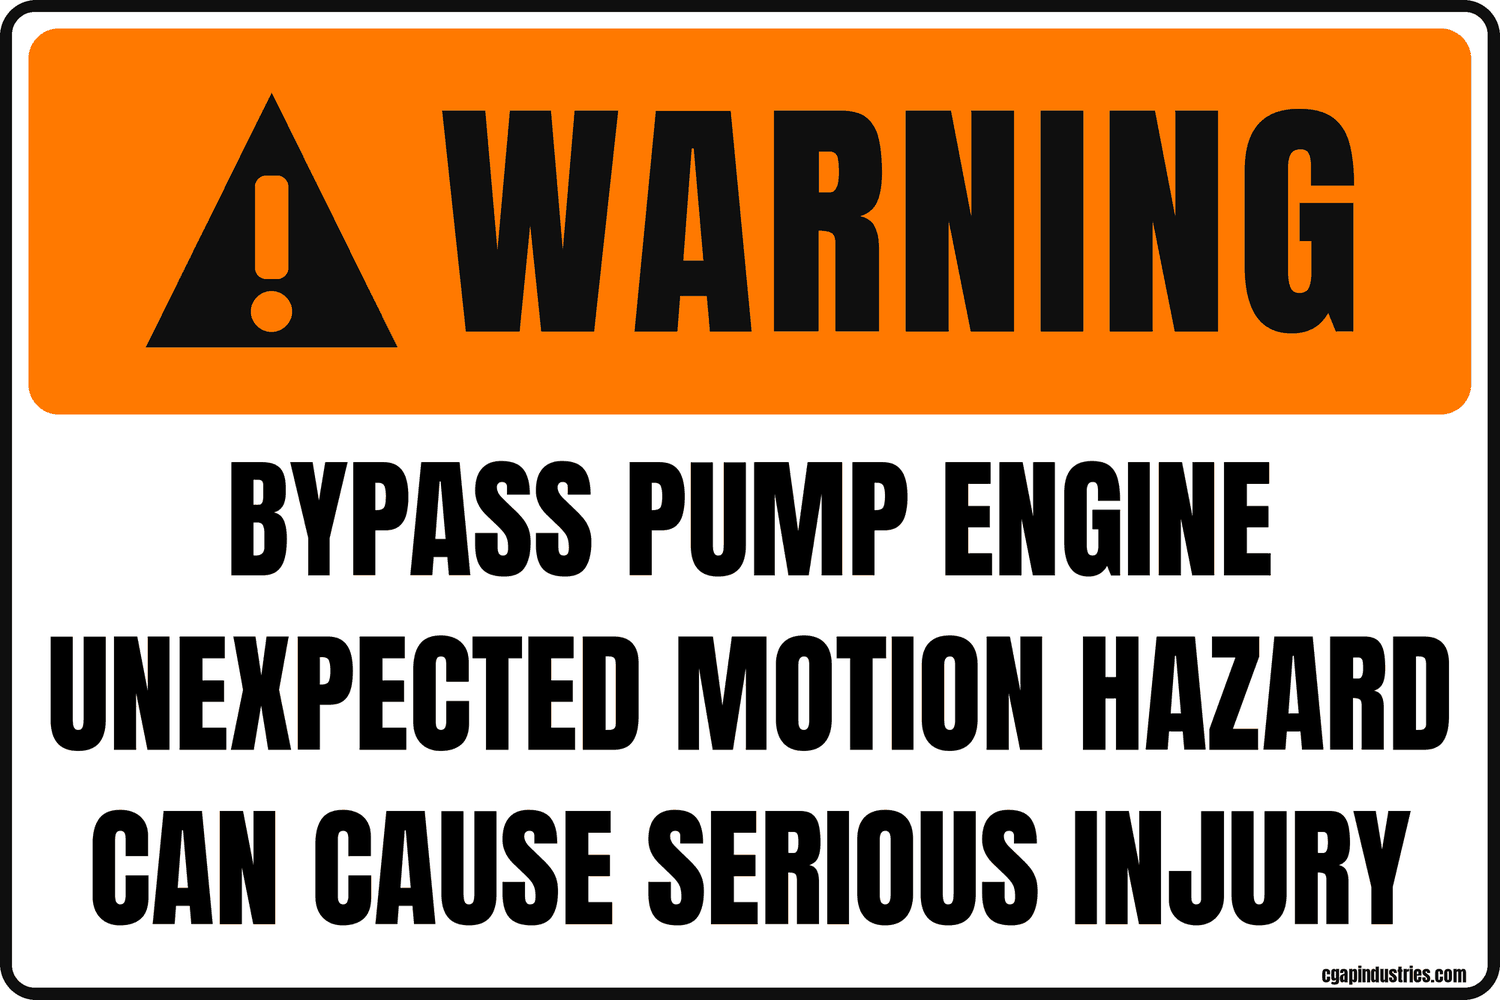 WARNING
BYPASS PUMP ENGINE
UNEXPECTED MOTION HAZARD
CAN CAUSE SERIOUS INJURY
cgapindustries.com